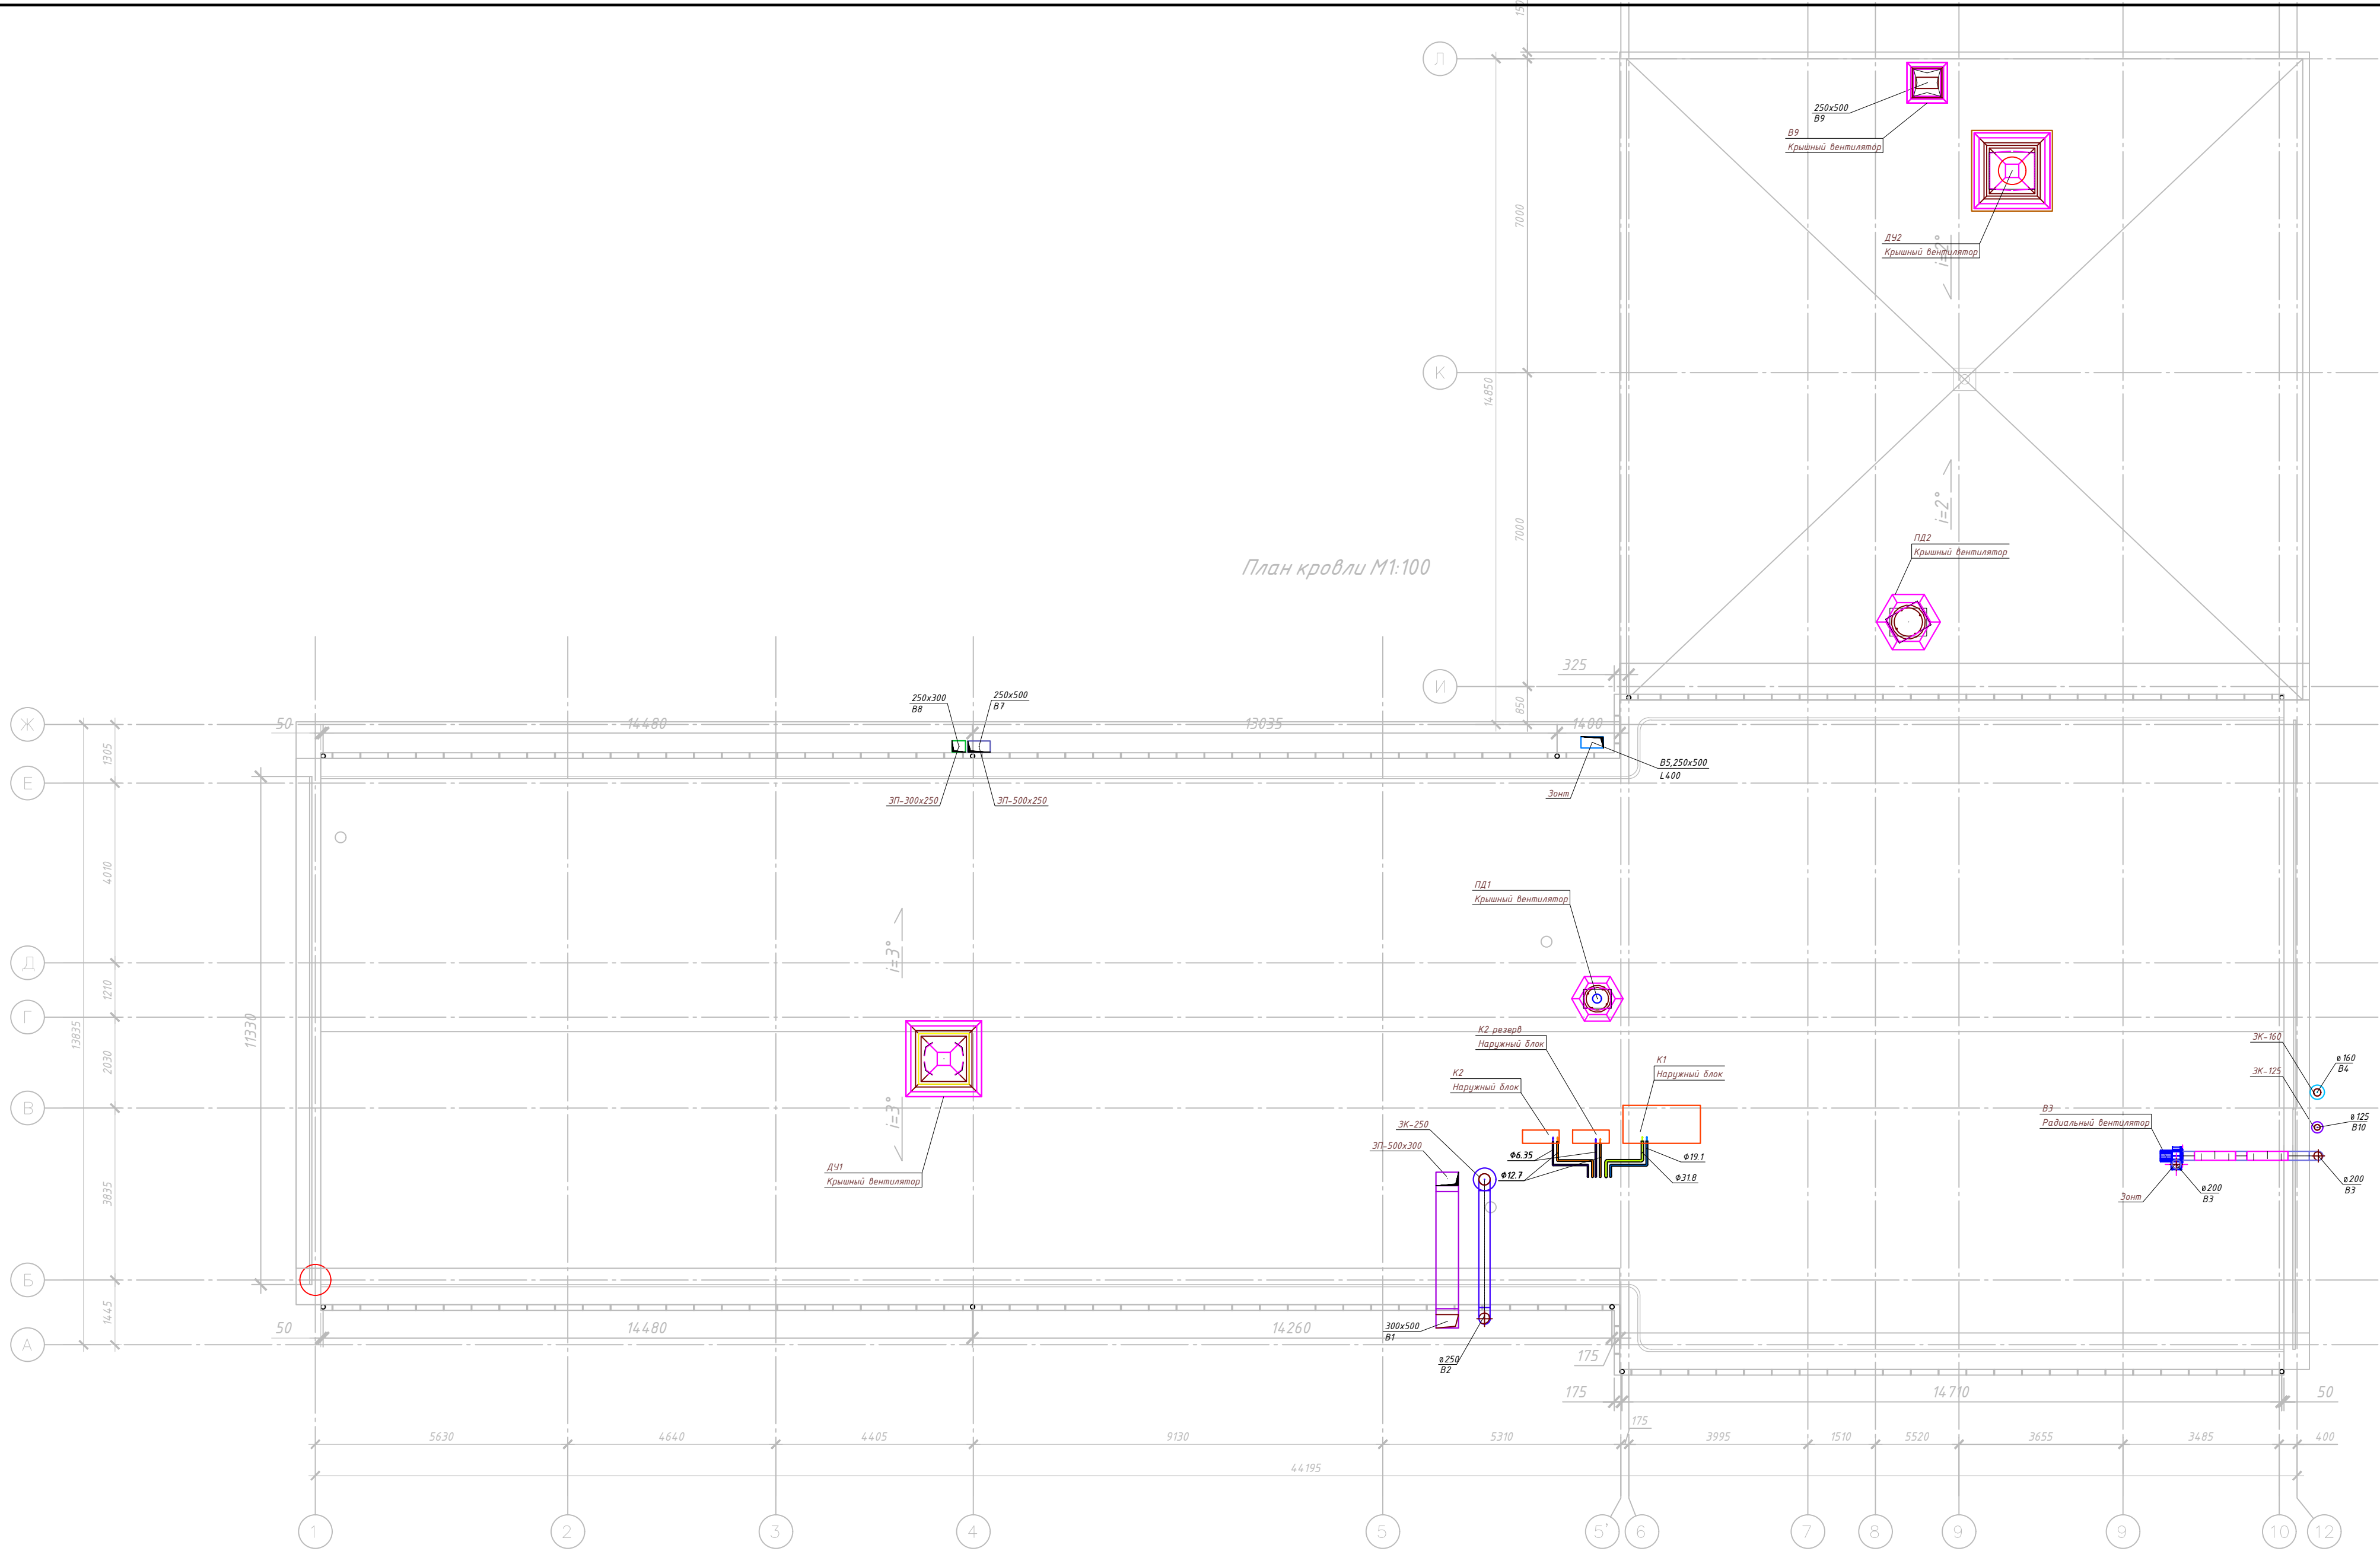 150
Л
250х500
В9
В9
Крышный вентилятор
7000
ДУ2
Крышный вентилятор
i=2°
К
14850
i=2°
7000
План кровли М1:100
ПД2
Крышный вентилятор
325
И
850
250х300
В8
250х500
В7
Ж
50
14480
13035
1400
1305
В5,250х500
L400
Е
ЗП-300х250
ЗП-500х250
Зонт
4010
ПД1
Крышный вентилятор
i=3°
Д
1210
Г
13835
11330
2030
К2 резерв
Наружный блок
К1
Наружный блок
К2
Наружный блок
ЗК-160
ø160
В4
ЗК-125
ø125
В10
В
i=3°
ЗК-250
ЗП-500х300
В3
Радиальный вентилятор
Ф6.35
Ф19.1
Ф12.7
Ф31.8
ДУ1
Крышный вентилятор
3835
Зонт
ø200
В3
ø200
В3
Б
1445
50
14480
14260
300х500
В1
А
175
ø250
В2
175
14710
50
175
5630
4640
4405
9130
5310
3995
1510
5520
3655
3485
400
44195
1
2
3
4
5
5'
6
7
8
9
9
10
12